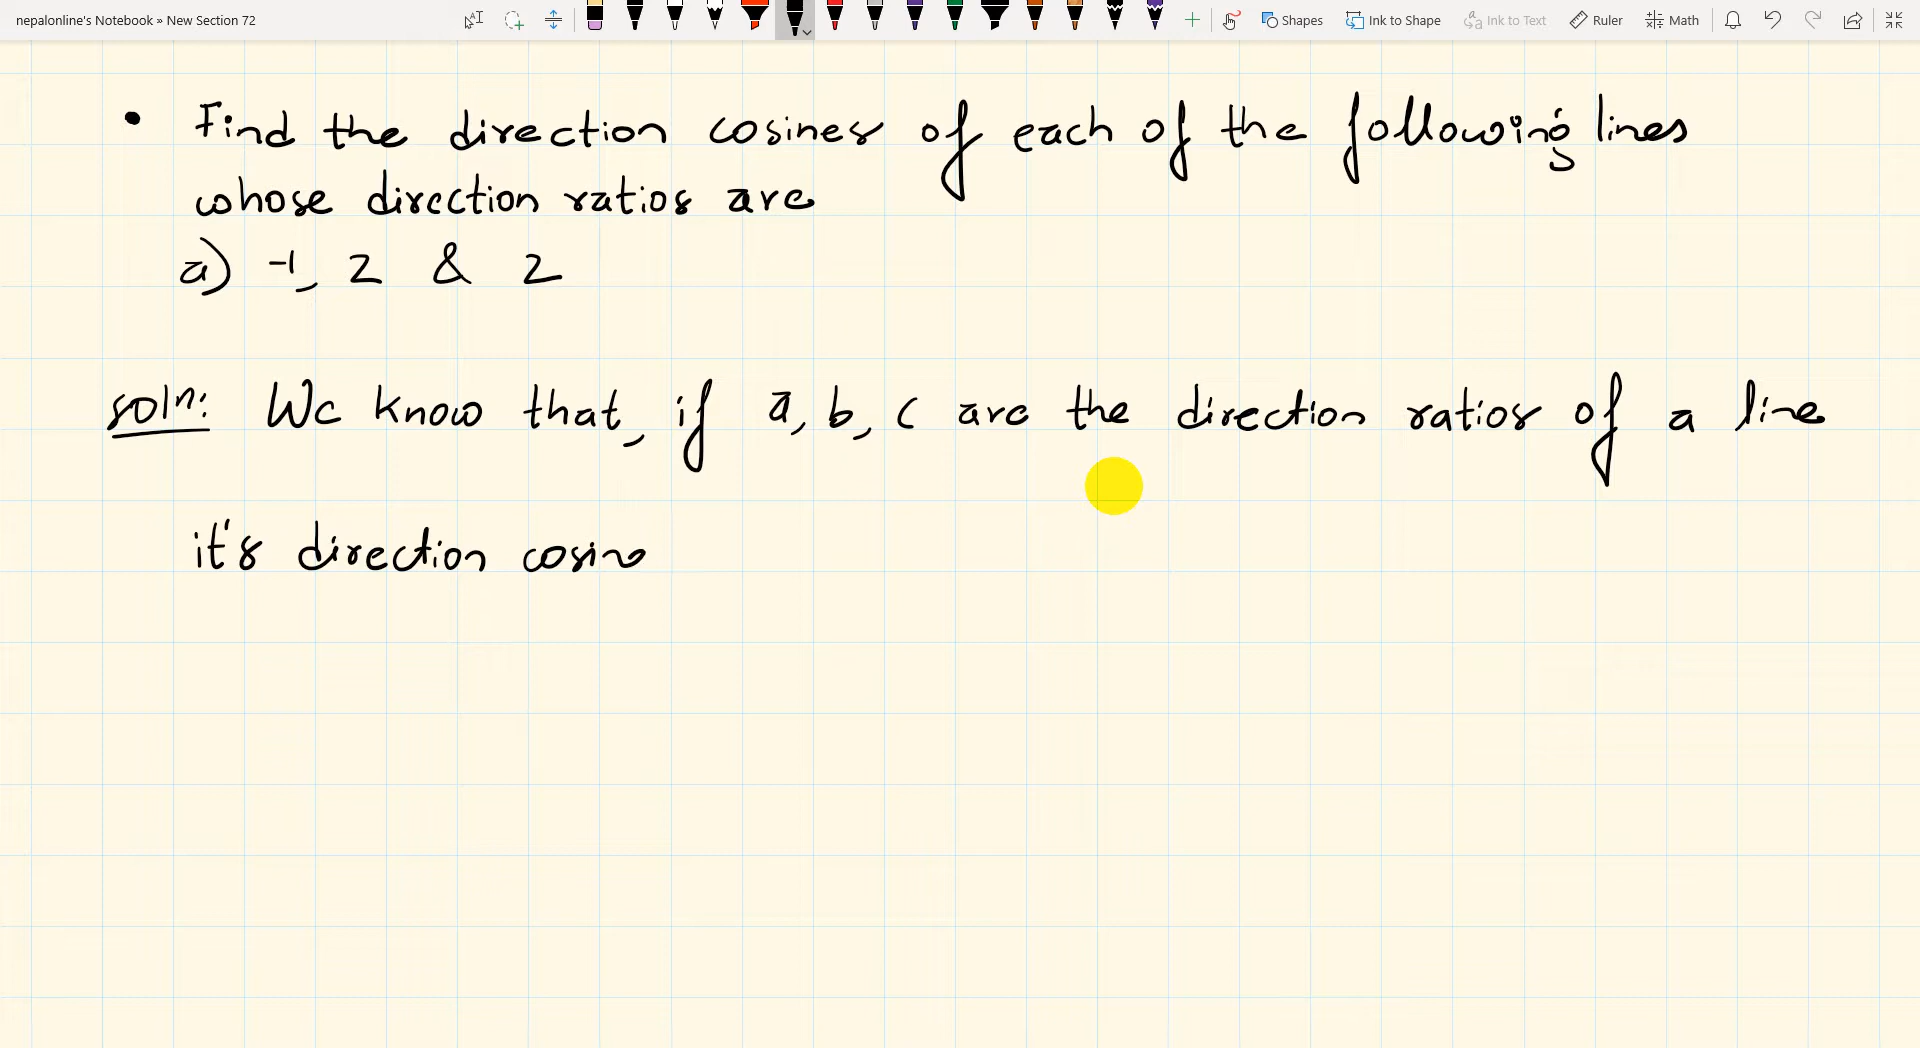 nepalonline's Notebook » New Section 72 Shapes Ink to Shape Ink to Text Ruler Math
• Find the direction cosines of each of the following lines
whose direction ratios are
a) -1, 2 & 2
soln: We know that, if a, b, c are the direction ratios of a line
it's direction cosine